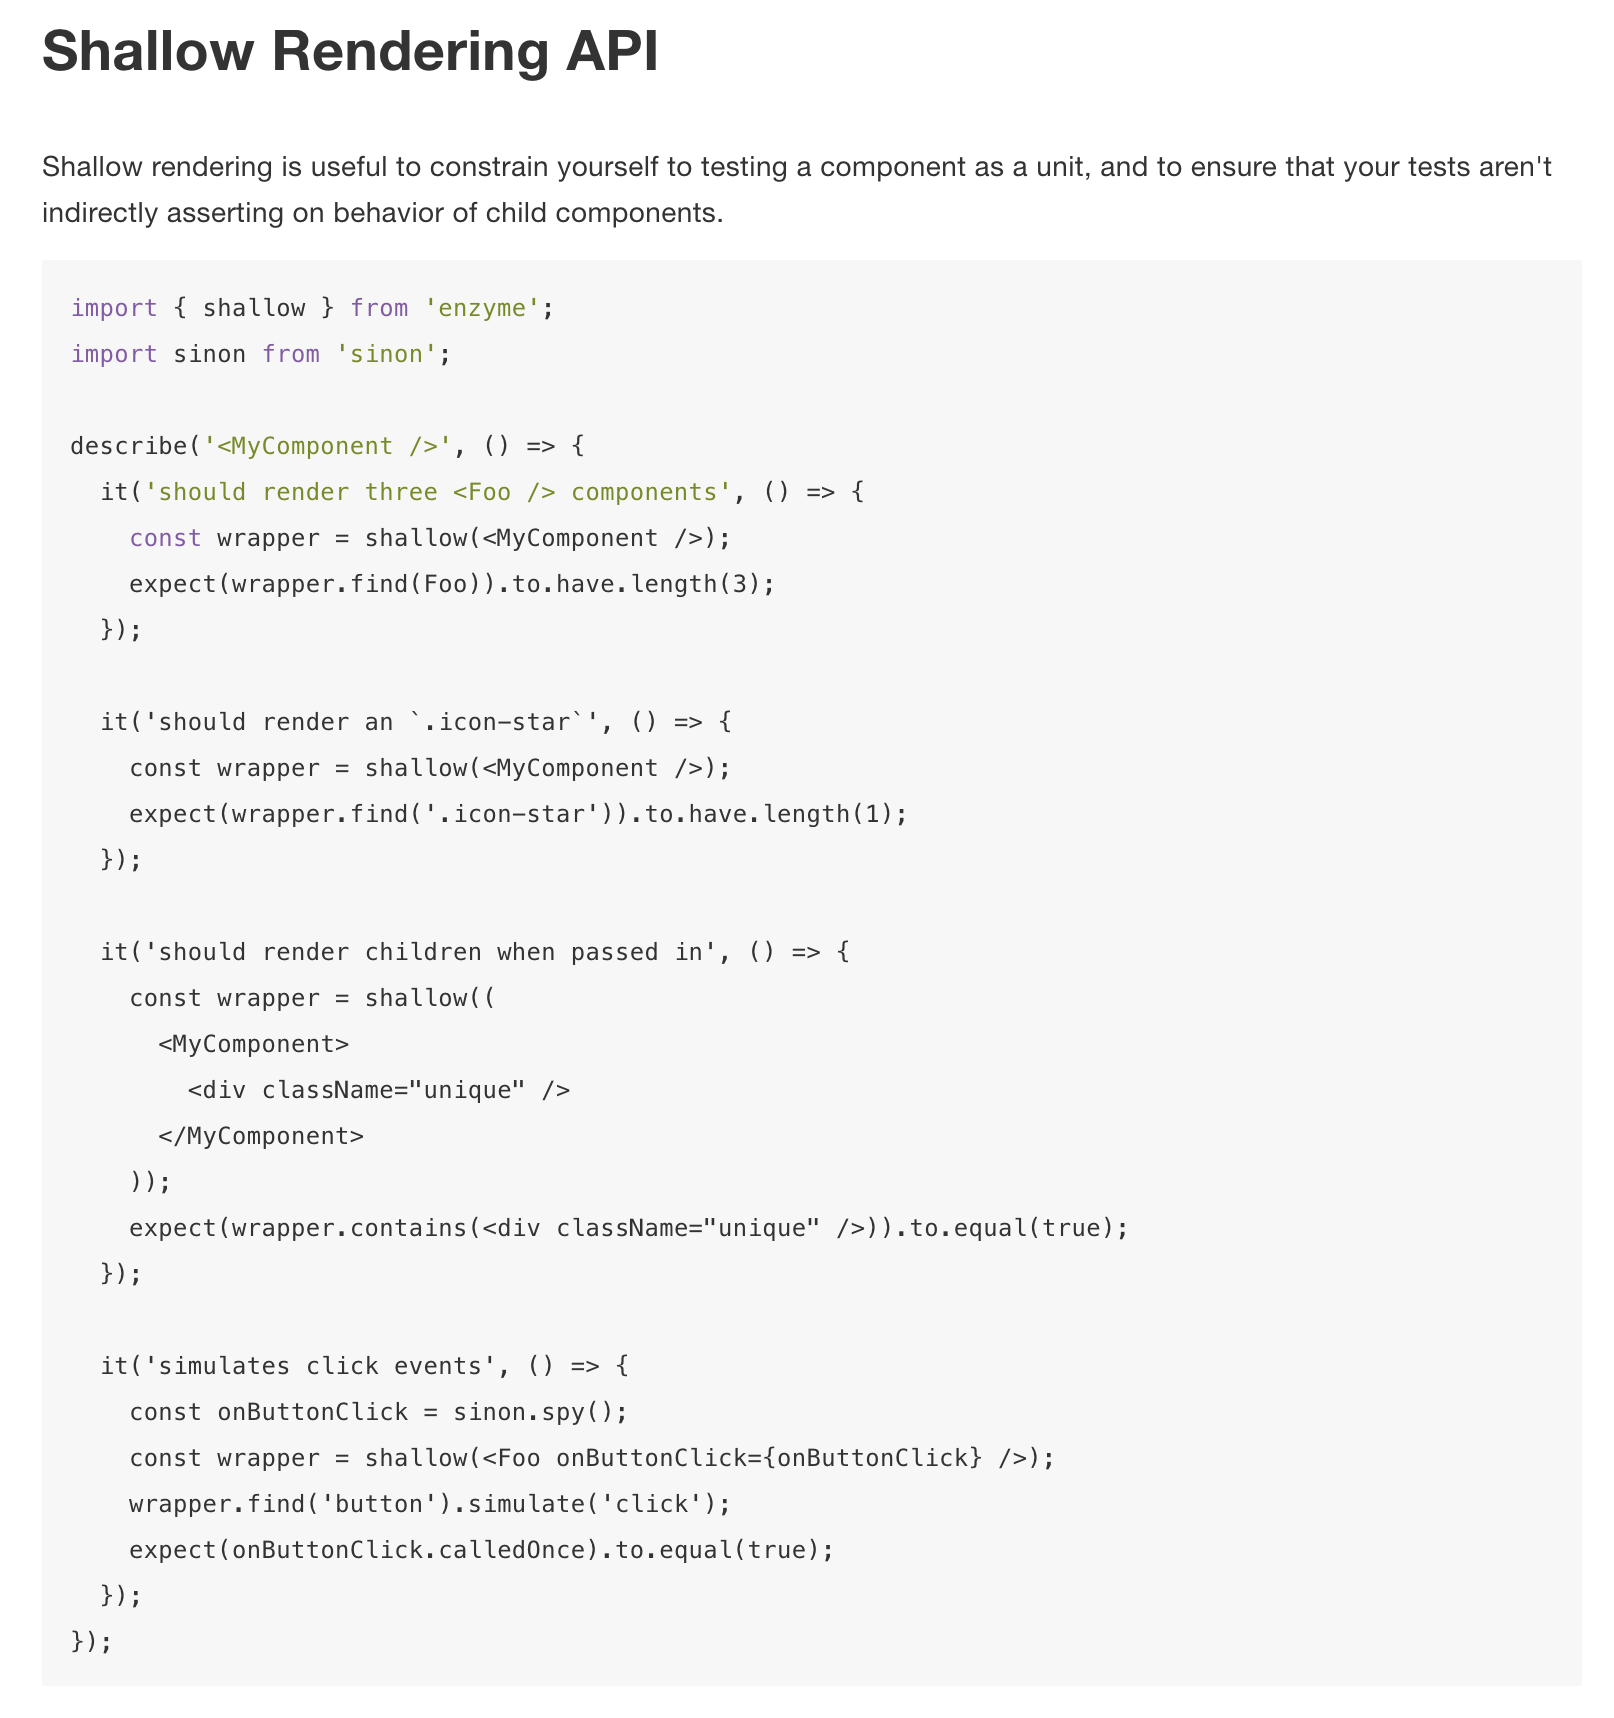 Shallow Rendering API
Shallow rendering is useful to constrain yourself to testing a component as a unit, and to ensure that your tests aren't
indirectly asserting on behavior of child components.
import { shallow } from 'enzyme';
import sinon from 'sinon';

describe('<MyComponent />', () => {
  it('should render three <Foo /> components', () => {
    const wrapper = shallow(<MyComponent />);
    expect(wrapper.find(Foo)).to.have.length(3);
  });

  it('should render an `.icon-star`', () => {
    const wrapper = shallow(<MyComponent />);
    expect(wrapper.find('.icon-star')).to.have.length(1);
  });

  it('should render children when passed in', () => {
    const wrapper = shallow((
      <MyComponent>
        <div className="unique" />
      </MyComponent>
    ));
    expect(wrapper.contains(<div className="unique" />)).to.equal(true);
  });

  it('simulates click events', () => {
    const onButtonClick = sinon.spy();
    const wrapper = shallow(<Foo onButtonClick={onButtonClick} />);
    wrapper.find('button').simulate('click');
    expect(onButtonClick.calledOnce).to.equal(true);
  });
});